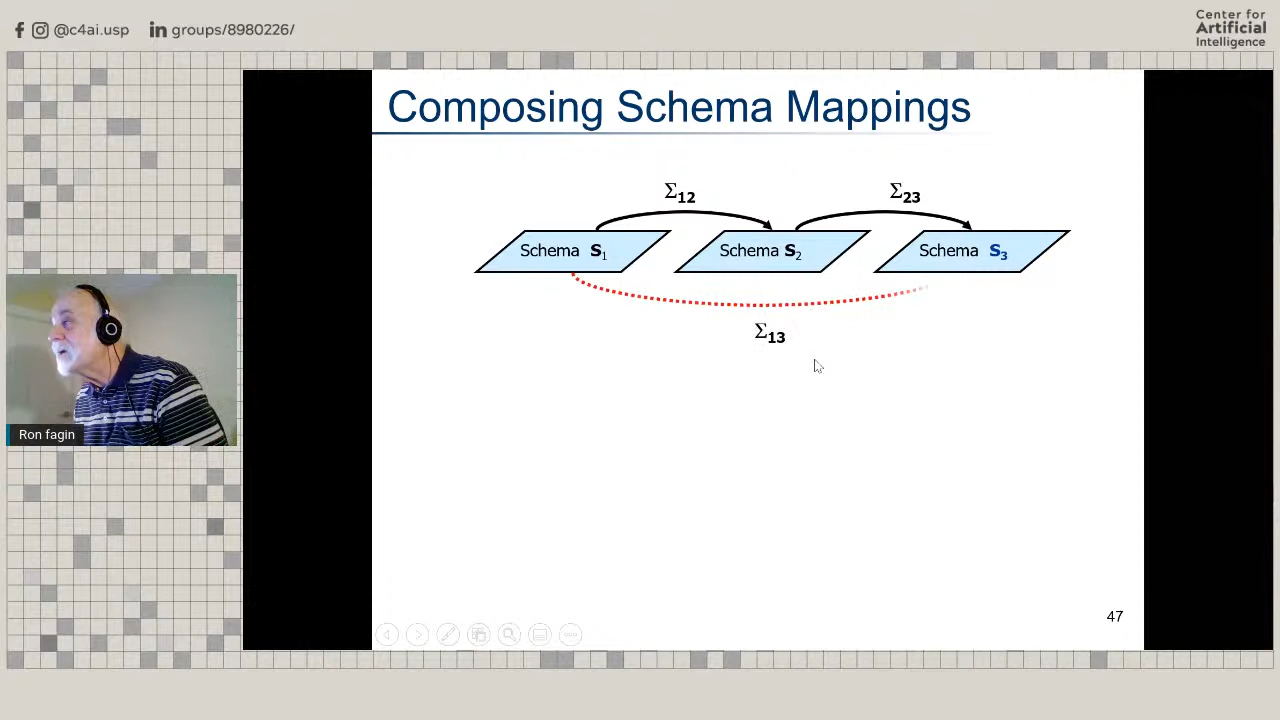 @c4ai.usp groups/8980226/
Center for
Artificial
Intelligence
Composing Schema Mappings
Σ12 Σ23
Schema S1 Schema S2 Schema S3
Σ13
Ron fagin
47